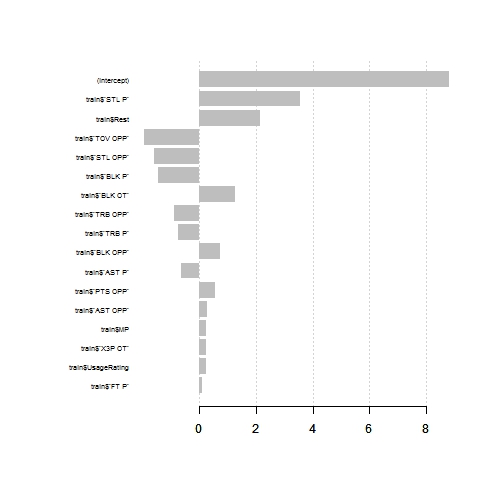 (Intercept)
train$`STL P`
train$Rest
train$`TOV OPP`
train$`STL OPP`
train$`BLK P`
train$`BLK OT`
train$`TRB OPP`
train$`TRB P`
train$`BLK OPP`
train$`AST P`
train$`PTS OPP`
train$`AST OPP`
train$MP
train$`X3P OT`
train$UsageRating
train$`FT P`
0 2 4 6 8